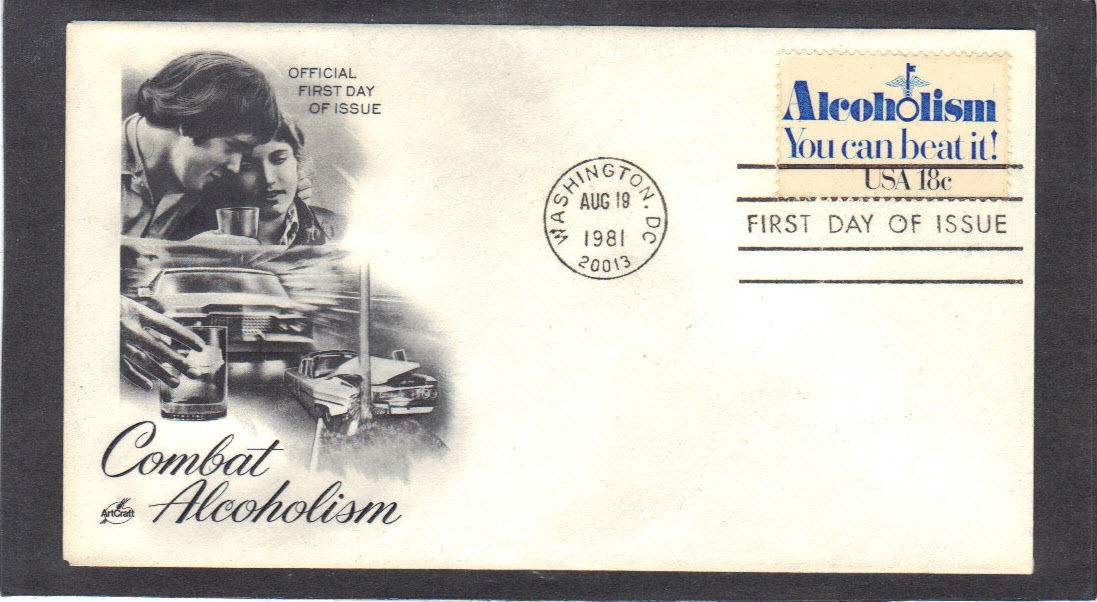 OFFICIAL
FIRST DAY
OF ISSUE
Alcoholism
You can beat it!
USA 18c
WASHINGTON, DC
AUG 19
1981
20013
FIRST DAY OF ISSUE
Combat
Alcoholism
ArtCraft